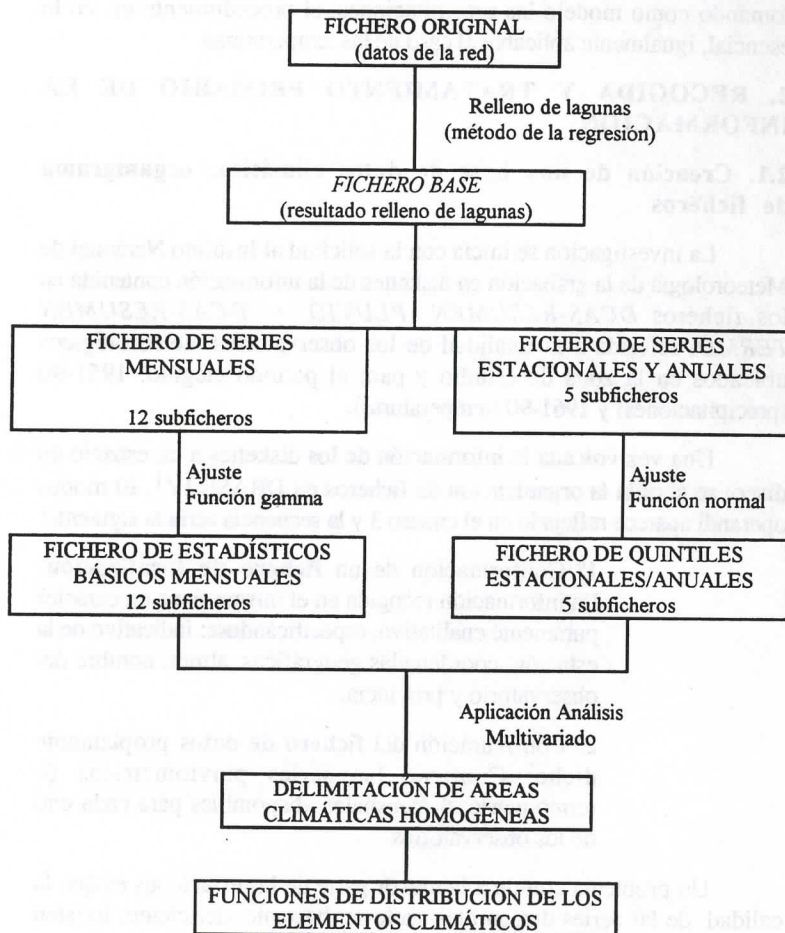 FICHERO ORIGINAL
(datos de la red)
Relleno de lagunas
(método de la regresión)
FICHERO BASE
(resultado relleno de lagunas)
FICHERO DE SERIES
MENSUALES
12 subficheros
FICHERO DE SERIES
ESTACIONALES Y ANUALES
5 subficheros
Ajuste
Función gamma
Ajuste
Función normal
FICHERO DE ESTADÍSTICOS
BÁSICOS MENSUALES
12 subficheros
FICHERO DE QUINTILES
ESTACIONALES/ANUALES
5 subficheros
Aplicación Análisis
Multivariado
DELIMITACIÓN DE ÁREAS
CLIMÁTICAS HOMOGÉNEAS
FUNCIONES DE DISTRIBUCIÓN DE LOS
ELEMENTOS CLIMÁTICOS